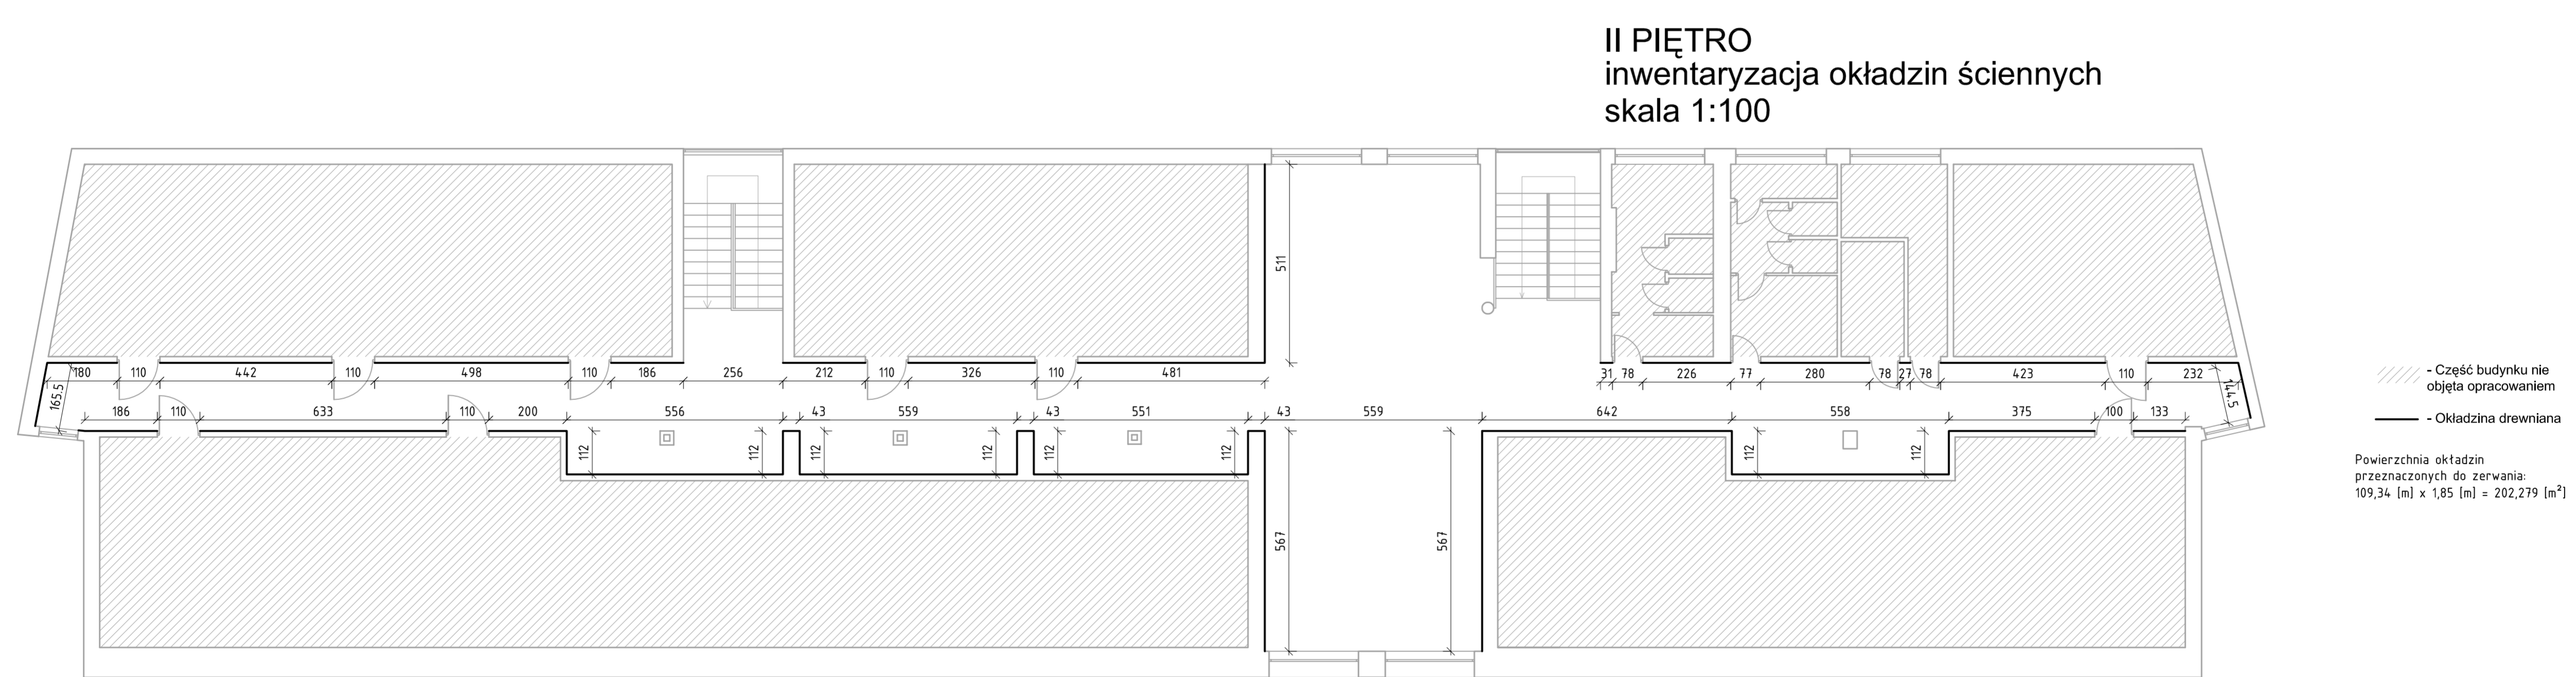 II PIĘTRO
inwentaryzacja okładzin ściennych
skala 1:100
511
180 110 442 110 498 110 186 256 212 110 326 110 481
31 78 226 77 280 78 27 78 423 110 232
165.5
144.5
186 110 633 110 200 556 43 559 43 551 43 559 642 558 375 100 133
112 112 112 112 112 112 112 112
567 567
- Część budynku nie
objęta opracowaniem
- Okładzina drewniana
Powierzchnia okładzin
przeznaczonych do zerwania:
109,34 [m] x 1,85 [m] = 202,279 [m²]